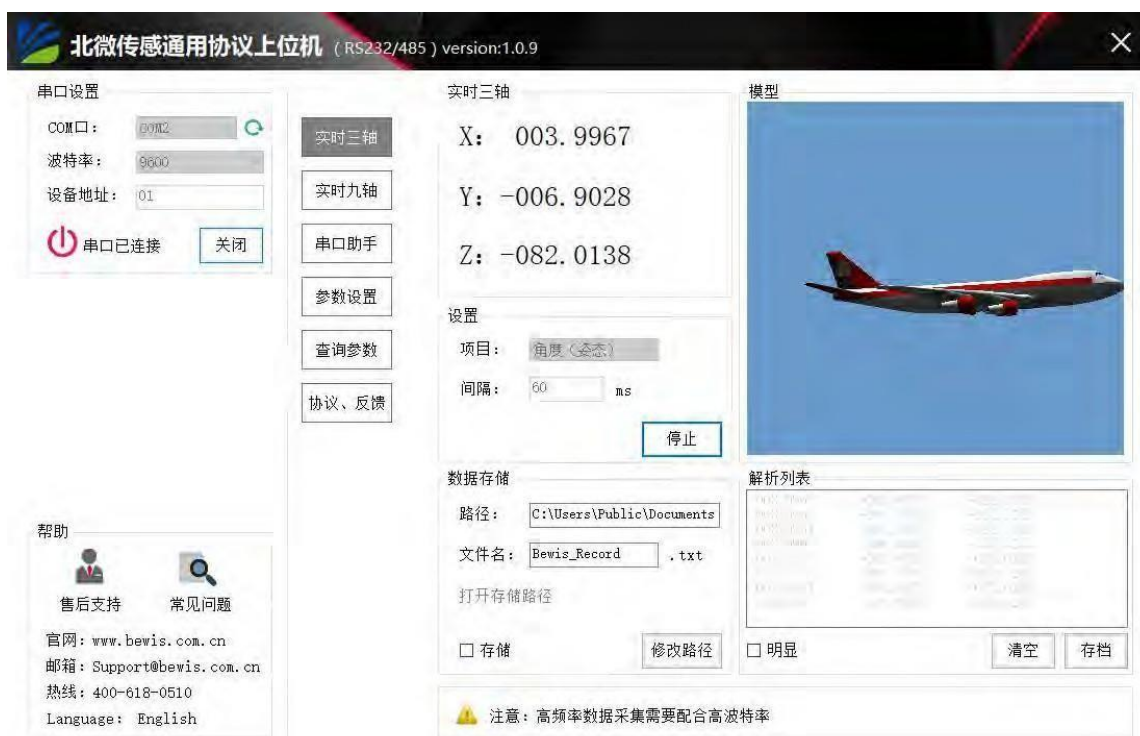 北微传感通用协议上位机（RS232/485）version:1.0.9
串口设置
COM口： COM2
波特率： 9600
设备地址： 01
串口已连接 关闭
实时三轴
实时九轴
串口助手
参数设置
查询参数
协议、反馈
实时三轴
X： 003.9967
Y：-006.9028
Z：-082.0138
设置
项目： 角度（姿态）
间隔： 60 ms
停止
数据存储
路径： C:\Users\Public\Documents
文件名： Bewis_Record .txt
打开存储路径
存储 修改路径
模型
解析列表
明显 清空 存档
注意：高频率数据采集需要配合高波特率
帮助
售后支持 常见问题
官网：www.bewis.com.cn
邮箱：Support@bewis.com.cn
热线：400-618-0510
Language： English